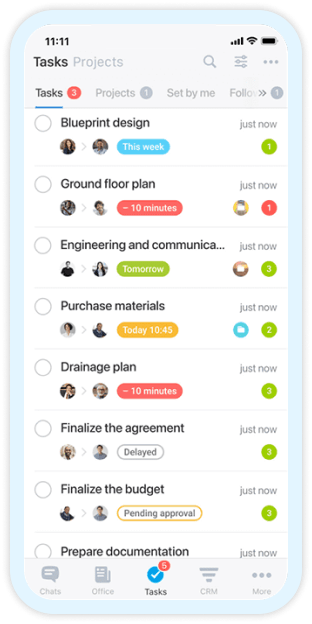 11:11
Tasks Projects
Tasks 3 Projects 1 Set by me Follow 1
Blueprint design just now
This week 1
Ground floor plan just now
– 10 minutes 1
Engineering and communica... just now
Tomorrow 3
Purchase materials just now
Today 10:45 2
Drainage plan just now
– 10 minutes 3
Finalize the agreement just now
Delayed 3
Finalize the budget just now
Pending approval 3
Prepare documentation just now
5
Chats Office Tasks CRM More